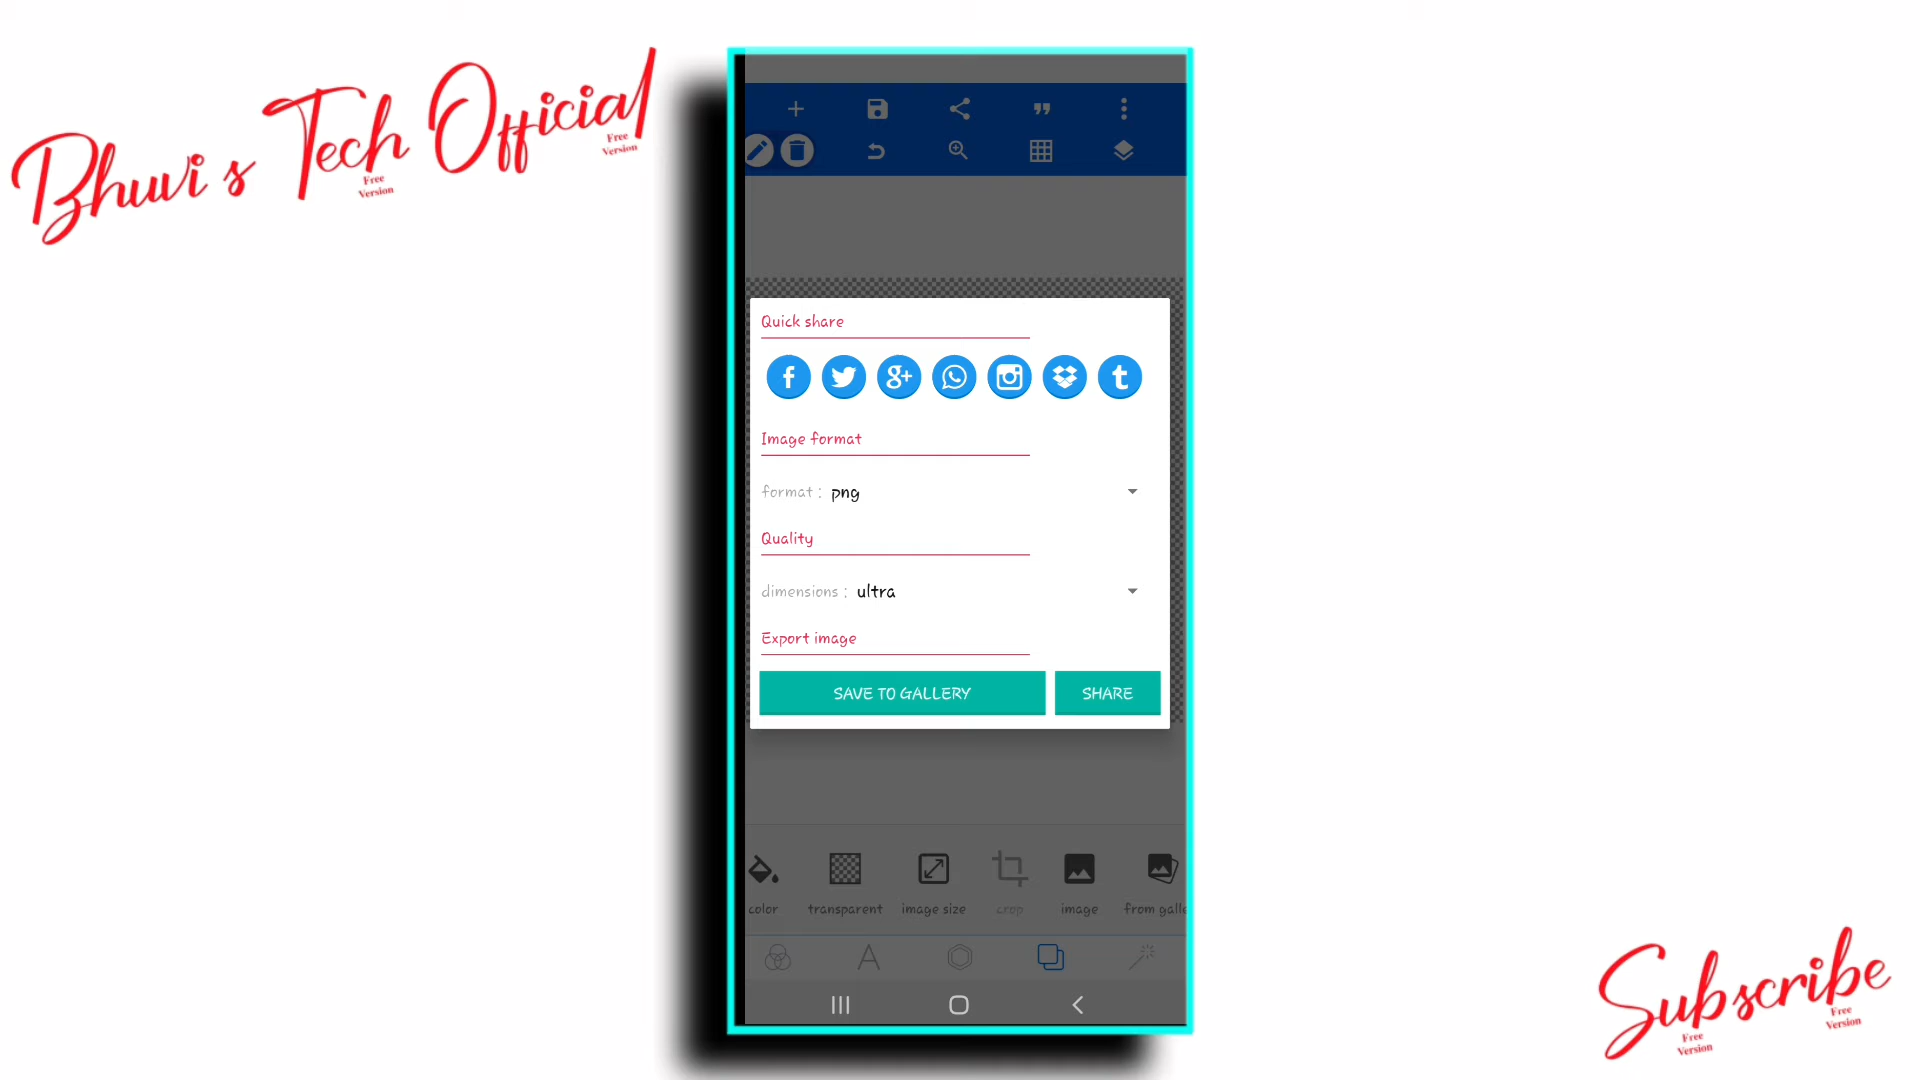 Bhuvi s Tech Official
Free
Version
Free
Version
Quick share
Image format
format : png
Quality
dimensions : ultra
Export image
SAVE TO GALLERY SHARE
color transparent image size crop image from galle
Subscribe
Free
Version
Free
Version